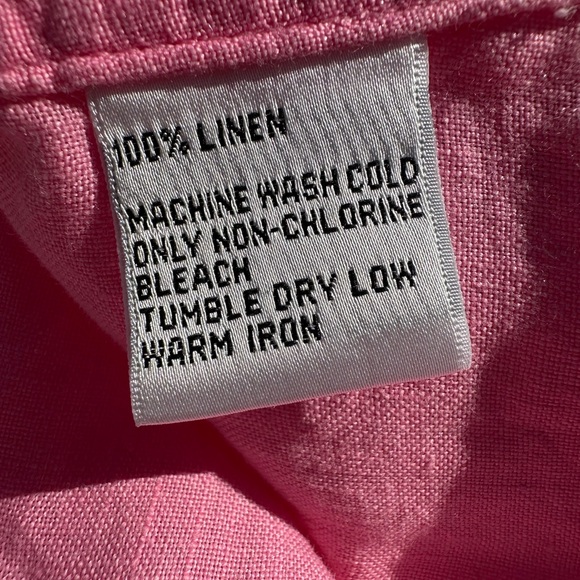 100% LINEN
MACHINE WASH COLD
ONLY NON-CHLORINE
BLEACH
TUMBLE DRY LOW
WARM IRON